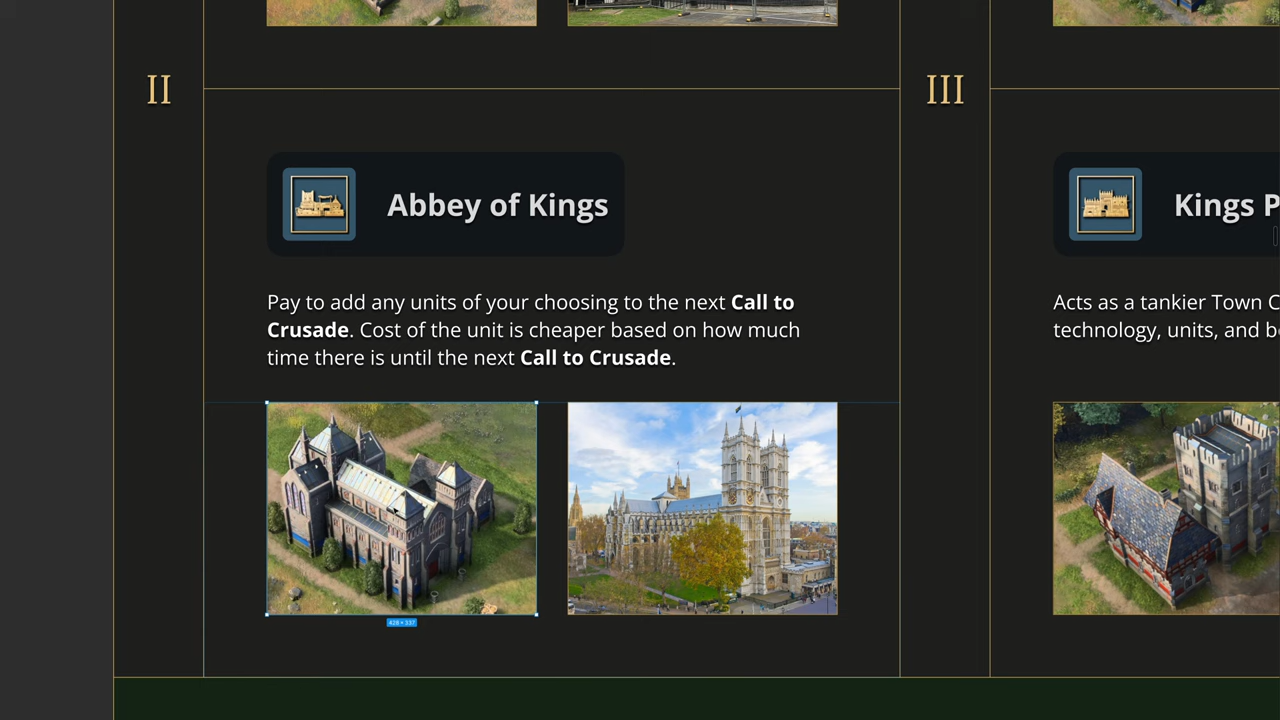 II
III
Abbey of Kings
Kings P
Pay to add any units of your choosing to the next Call to
Crusade. Cost of the unit is cheaper based on how much
time there is until the next Call to Crusade.
Acts as a tankier Town C
technology, units, and b
428 × 337